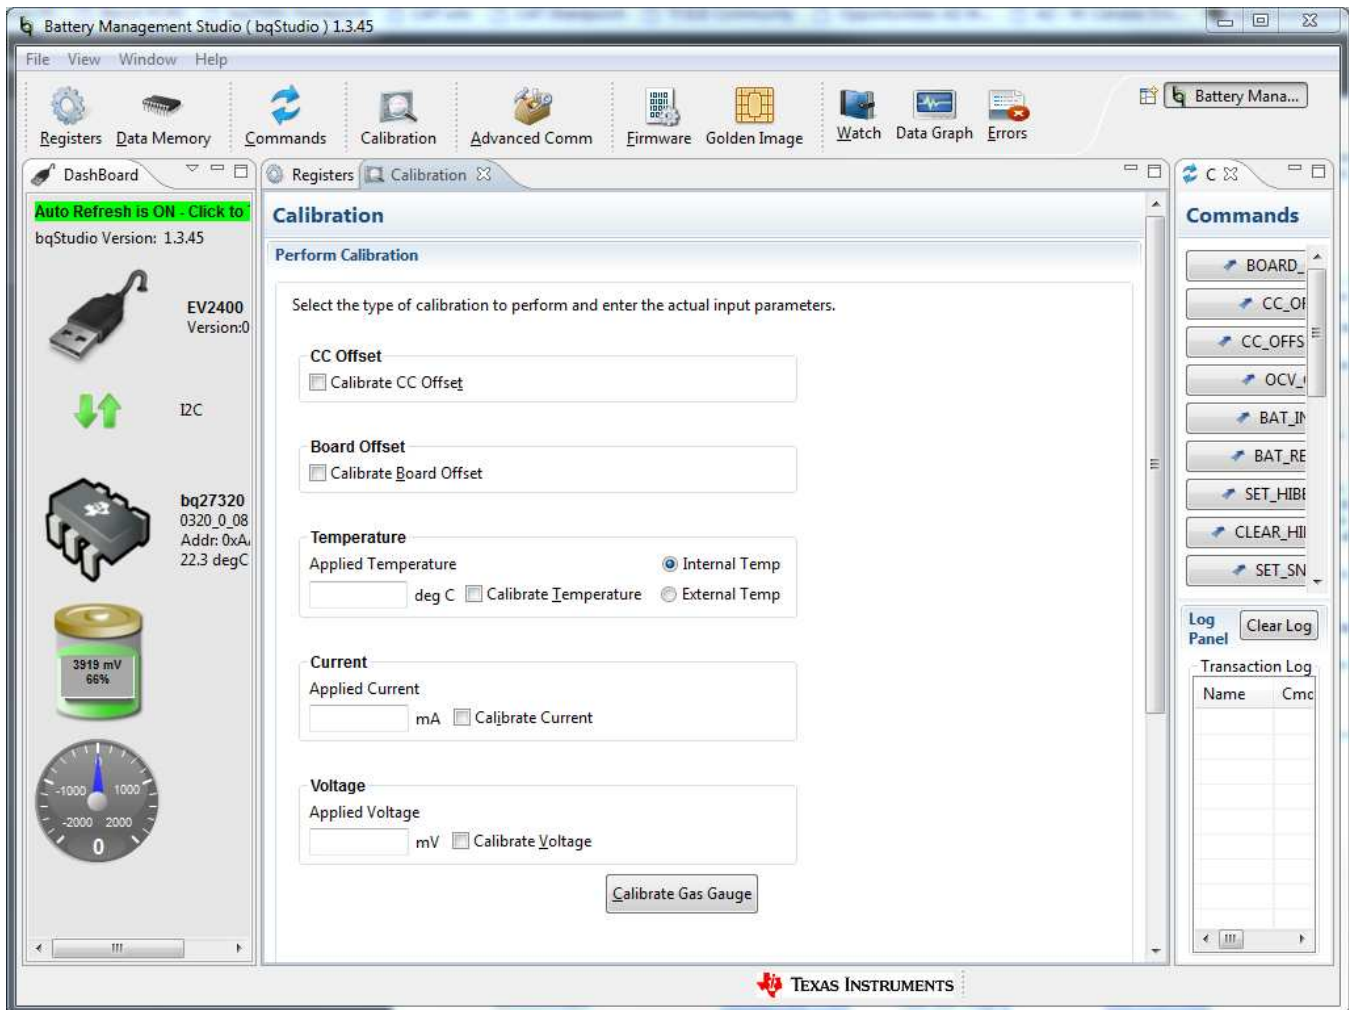 Battery Management Studio ( bqStudio ) 1.3.45
File View Window Help
Registers Data Memory Commands Calibration Advanced Comm Firmware Golden Image Watch Data Graph Errors
Battery Mana...
DashBoard
Auto Refresh is ON - Click to
bqStudio Version: 1.3.45
EV2400
Version:0
I2C
bq27320
0320_0_08
Addr: 0xA
22.3 degC
3919 mV
66%
-1000 0 1000
-2000 2000
0
Registers Calibration
Calibration
Perform Calibration
Select the type of calibration to perform and enter the actual input parameters.
CC Offset
Calibrate CC Offset
Board Offset
Calibrate Board Offset
Temperature
Applied Temperature
Internal Temp
deg C Calibrate Temperature External Temp
Current
Applied Current
mA Calibrate Current
Voltage
Applied Voltage
mV Calibrate Voltage
Calibrate Gas Gauge
C
Commands
BOARD_
CC_OF
CC_OFFS
OCV_
BAT_IN
BAT_RE
SET_HIBE
CLEAR_HI
SET_SN
Log Panel
Clear Log
Transaction Log
Name Cmd
TEXAS INSTRUMENTS